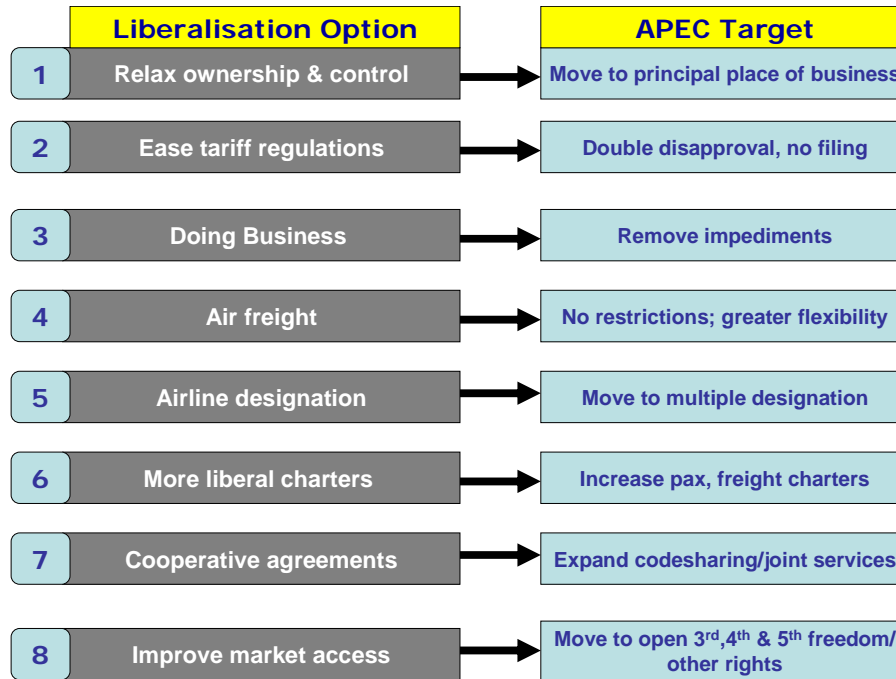 Liberalisation Option APEC Target
1 Relax ownership & control Move to principal place of business
2 Ease tariff regulations Double disapproval, no filing
3 Doing Business Remove impediments
4 Air freight No restrictions; greater flexibility
5 Airline designation Move to multiple designation
6 More liberal charters Increase pax, freight charters
7 Cooperative agreements Expand codesharing/joint services
8 Improve market access Move to open 3rd,4th & 5th freedom/
other rights